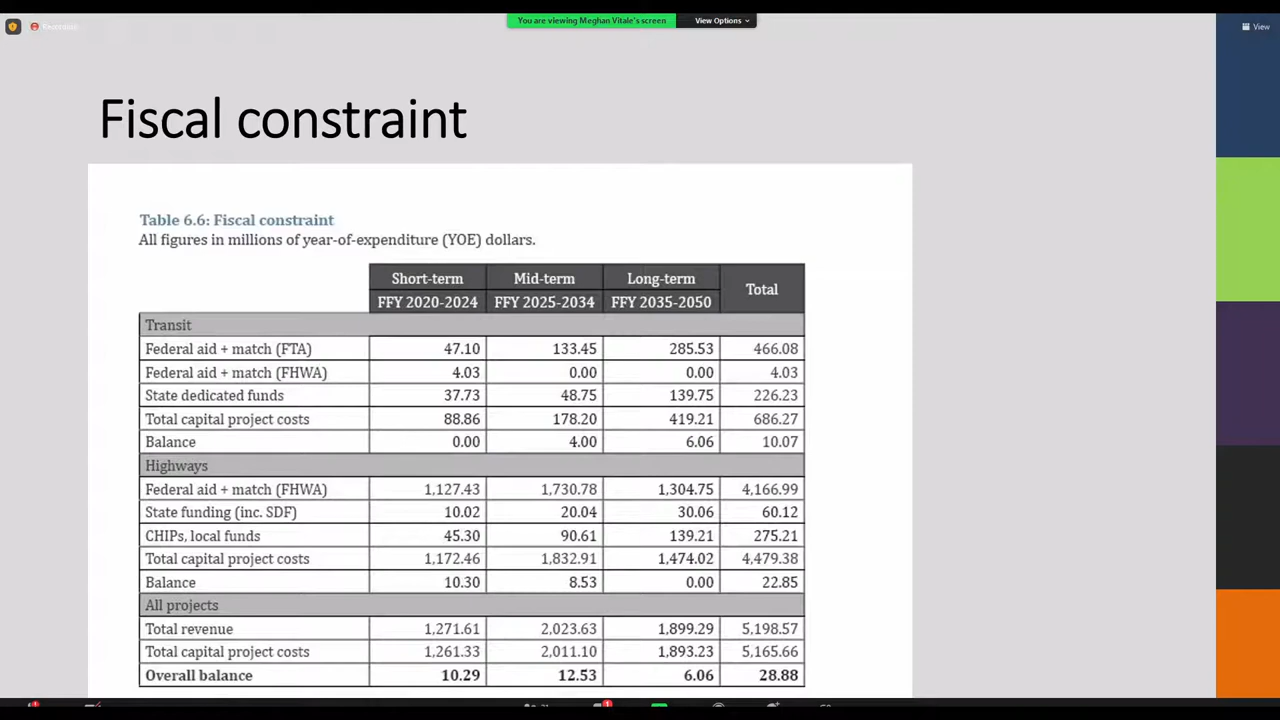 You are viewing Meghan Vitale's screen View Options
View
Fiscal constraint
Table 6.6: Fiscal constraint
All figures in millions of year-of-expenditure (YOE) dollars.
Short-term Mid-term Long-term Total
FFY 2020-2024 FFY 2025-2034 FFY 2035-2050
Transit
Federal aid + match (FTA) 47.10 133.45 285.53 466.08
Federal aid + match (FHWA) 4.03 0.00 0.00 4.03
State dedicated funds 37.73 48.75 139.75 226.23
Total capital project costs 88.86 178.20 419.21 686.27
Balance 0.00 4.00 6.06 10.07
Highways
Federal aid + match (FHWA) 1,127.43 1,730.78 1,304.75 4,166.99
State funding (inc. SDF) 10.02 20.04 30.06 60.12
CHIPs, local funds 45.30 90.61 139.21 275.21
Total capital project costs 1,172.46 1,832.91 1,474.02 4,479.38
Balance 10.30 8.53 0.00 22.85
All projects
Total revenue 1,271.61 2,023.63 1,899.29 5,198.57
Total capital project costs 1,261.33 2,011.10 1,893.23 5,165.66
Overall balance 10.29 12.53 6.06 28.88